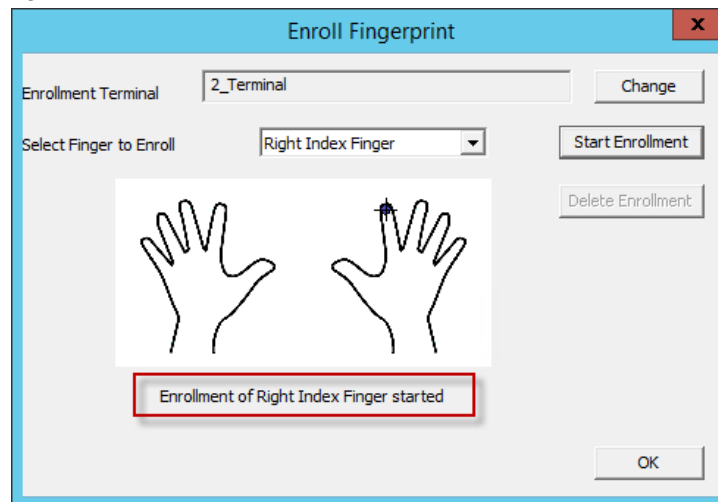 Enroll Fingerprint
x
Enrollment Terminal 2_Terminal Change
Select Finger to Enroll Right Index Finger Start Enrollment
Delete Enrollment
Enrollment of Right Index Finger started
OK